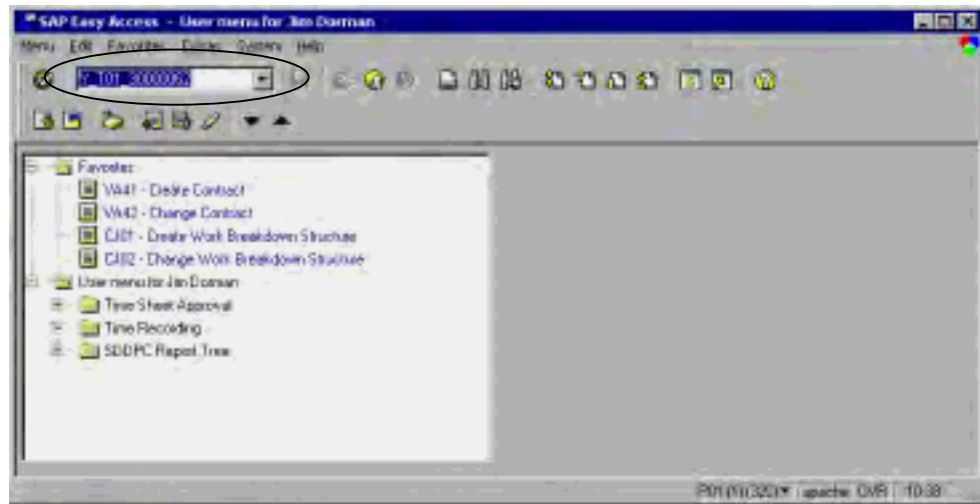 SAP Easy Access - User menu for Jim Dorman
Menu Edit Favorites Extras System Help
Favorites
VA41 - Create Contract
VA42 - Change Contract
CJ01 - Create Work Breakdown Structure
CJ02 - Change Work Breakdown Structure
User menu for Jim Dorman
Time Sheet Approval
Time Recording
SDDPC Report Tree
apache OVR 10:38